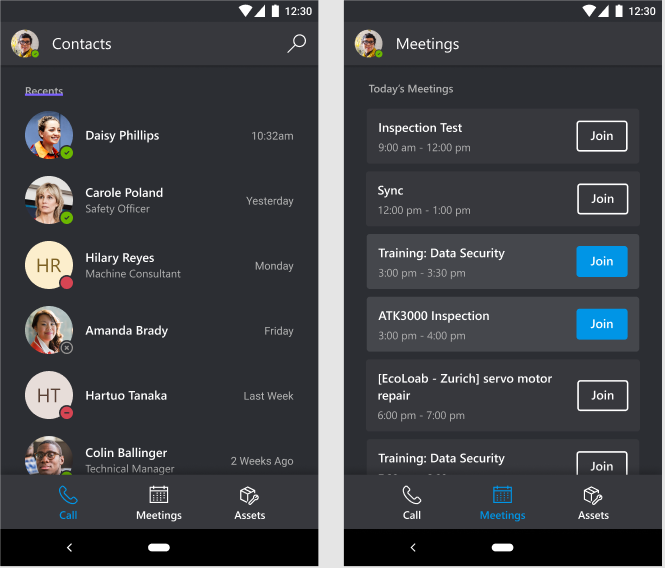 12:30
Contacts
Recents
Daisy Phillips
10:32am
Carole Poland
Safety Officer
Yesterday
HR
Hilary Reyes
Machine Consultant
Monday
Amanda Brady
Friday
HT
Hartuo Tanaka
Last Week
Colin Ballinger
Technical Manager
2 Weeks Ago
Call
Meetings
Assets
12:30
Meetings
Today's Meetings
Inspection Test
9:00 am - 12:00 pm
Join
Sync
12:00 pm - 1:00 pm
Join
Training: Data Security
3:00 pm - 3:30 pm
Join
ATK3000 Inspection
3:00 pm - 4:00 pm
Join
[EcoLoab - Zurich] servo motor
repair
6:00 pm - 7:00 pm
Join
Training: Data Security
Join
Call
Meetings
Assets